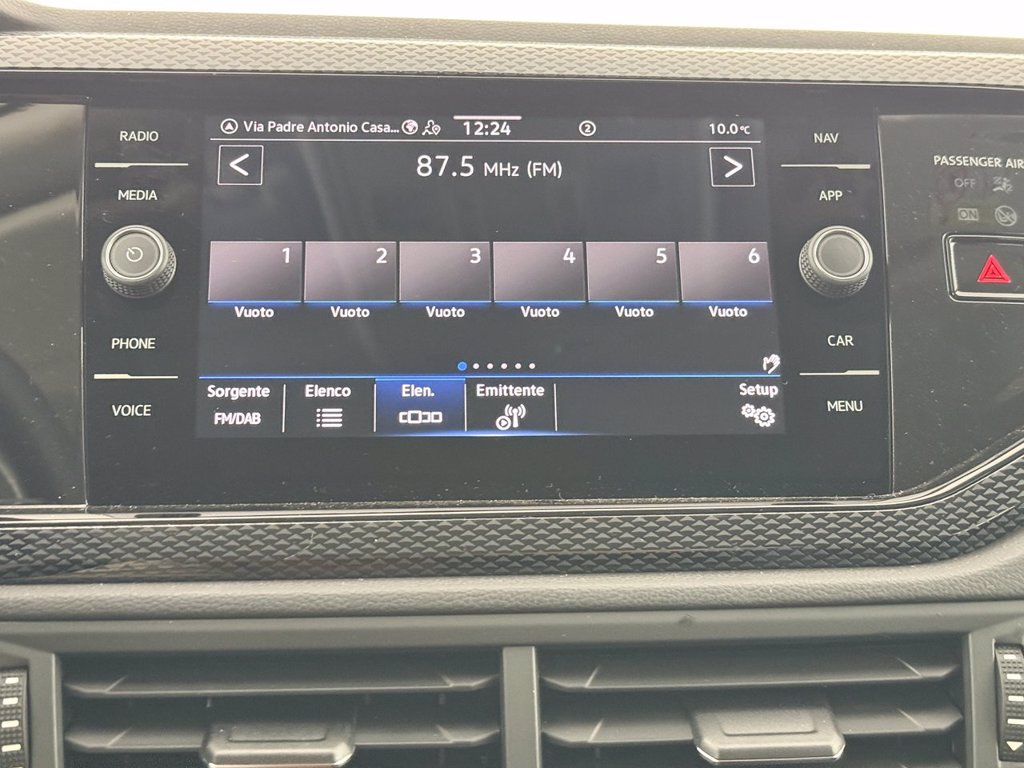 Via Padre Antonio Casa... 12:24 2 10.0°C
RADIO
NAV
< 87.5 MHz (FM) >
PASSENGER AIR
MEDIA
APP
OFF
ON
1 2 3 4 5 6
Vuoto Vuoto Vuoto Vuoto Vuoto Vuoto
PHONE
CAR
Sorgente Elenco Elen. Emittente Setup
FM/DAB
VOICE
MENU